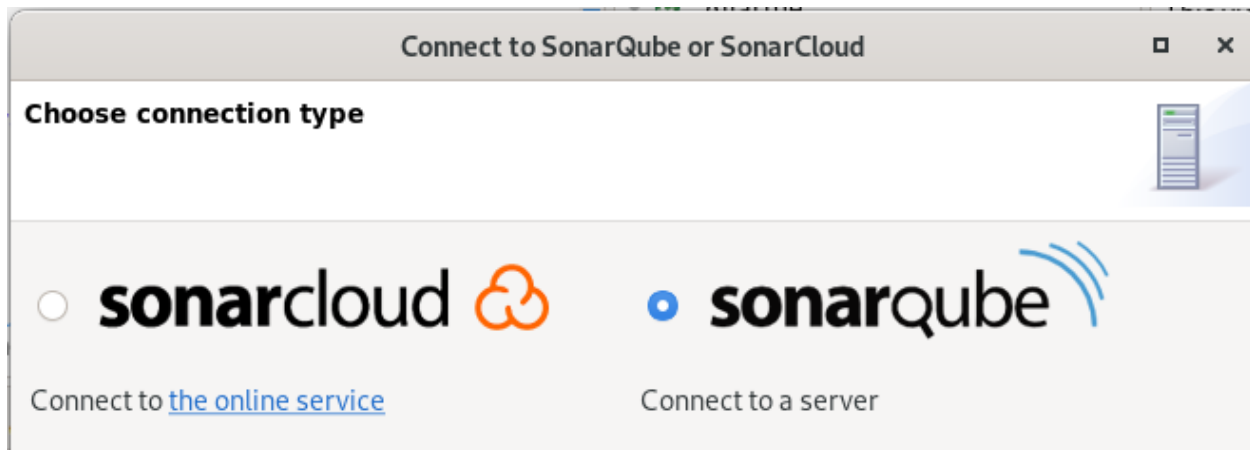 Connect to SonarQube or SonarCloud
Choose connection type
sonarcloud
sonarqube
Connect to the online service
Connect to a server